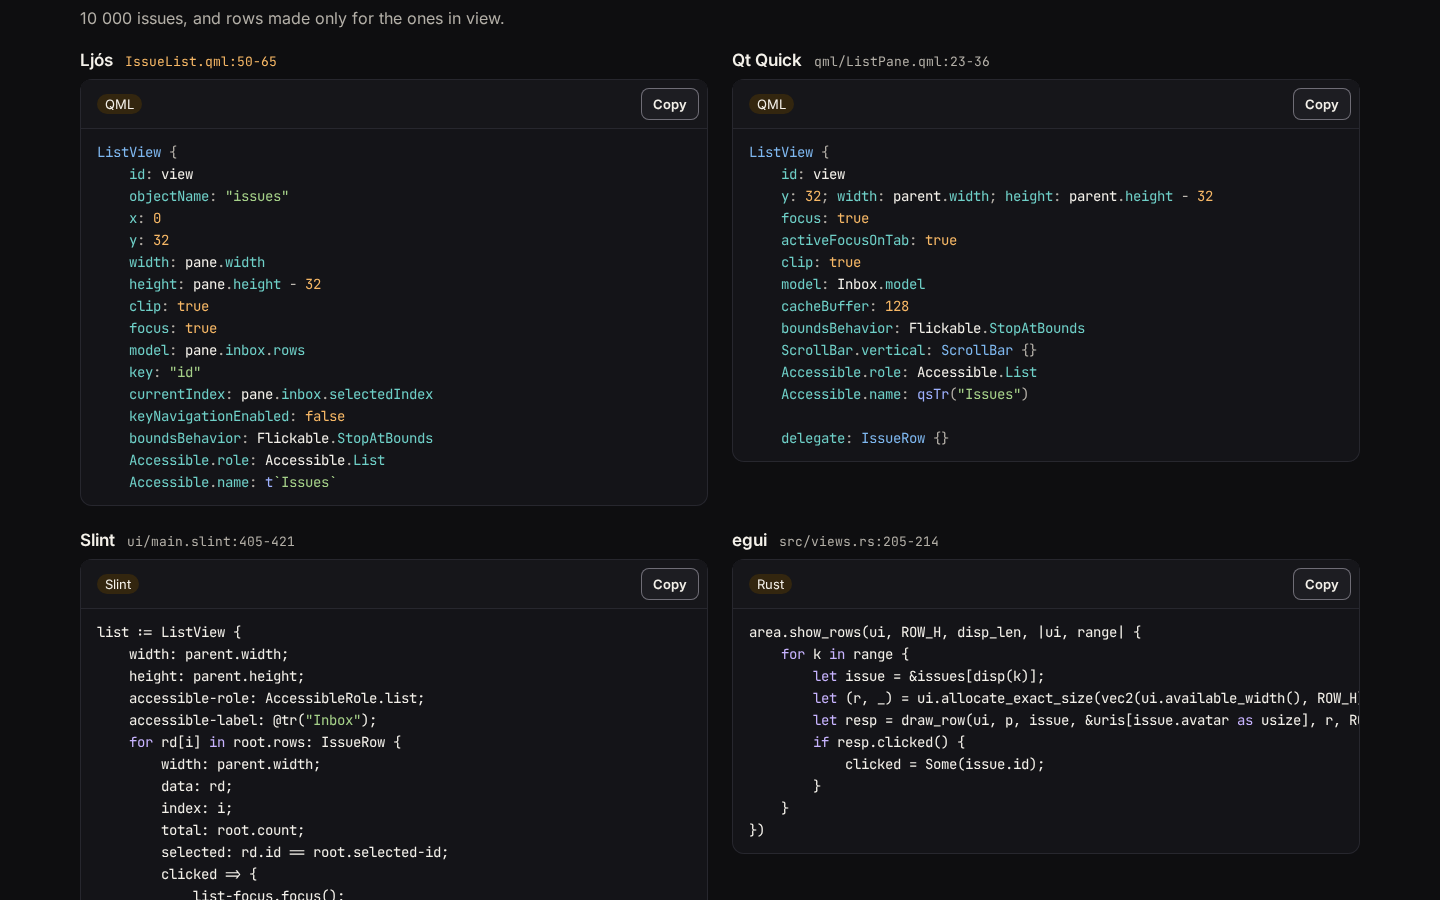 10 000 issues, and rows made only for the ones in view.
Ljós IssueList.qml:50-65
QML
Copy
ListView {
    id: view
    objectName: "issues"
    x: 0
    y: 32
    width: pane.width
    height: pane.height - 32
    clip: true
    focus: true
    model: pane.inbox.rows
    key: "id"
    currentIndex: pane.inbox.selectedIndex
    keyNavigationEnabled: false
    boundsBehavior: Flickable.StopAtBounds
    Accessible.role: Accessible.List
    Accessible.name: t`Issues`
Qt Quick qml/ListPane.qml:23-36
QML
Copy
ListView {
    id: view
    y: 32; width: parent.width; height: parent.height - 32
    focus: true
    activeFocusOnTab: true
    clip: true
    model: Inbox.model
    cacheBuffer: 128
    boundsBehavior: Flickable.StopAtBounds
    ScrollBar.vertical: ScrollBar {}
    Accessible.role: Accessible.List
    Accessible.name: qsTr("Issues")
    delegate: IssueRow {}
Slint ui/main.slint:405-421
Slint
Copy
list := ListView {
    width: parent.width;
    height: parent.height;
    accessible-role: AccessibleRole.list;
    accessible-label: @tr("Inbox");
    for rd[i] in root.rows: IssueRow {
        width: parent.width;
        data: rd;
        index: i;
        total: root.count;
        selected: rd.id == root.selected-id;
        clicked => {
            list-focus.focus();
egui src/views.rs:205-214
Rust
Copy
area.show_rows(ui, ROW_H, disp_len, |ui, range| {
    for k in range {
        let issue = &issues[disp(k)];
        let (r, _) = ui.allocate_exact_size(vec2(ui.available_width(), ROW_H
        let resp = draw_row(ui, p, issue, &uris[issue.avatar as usize], r,
        if resp.clicked() {
            clicked = Some(issue.id);
        }
    }
})